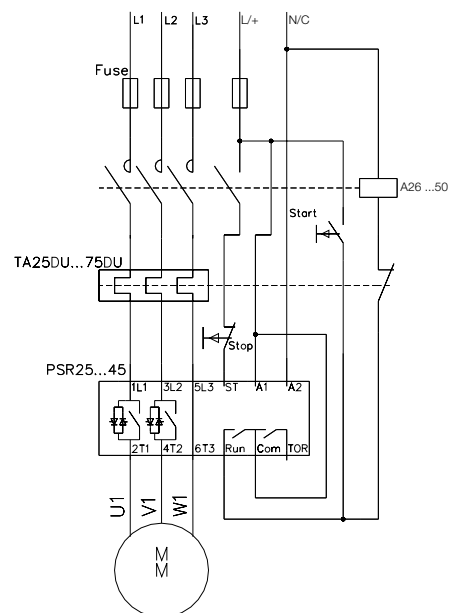 L1 L2 L3 L/+ N/C
Fuse
A26 ...50
Start
TA25DU...75DU
Stop
PSR25...45
1L1 3L2 5L3 ST A1 A2
2T1 4T2 6T3 Run Com TOR
U1 V1 W1
M
M